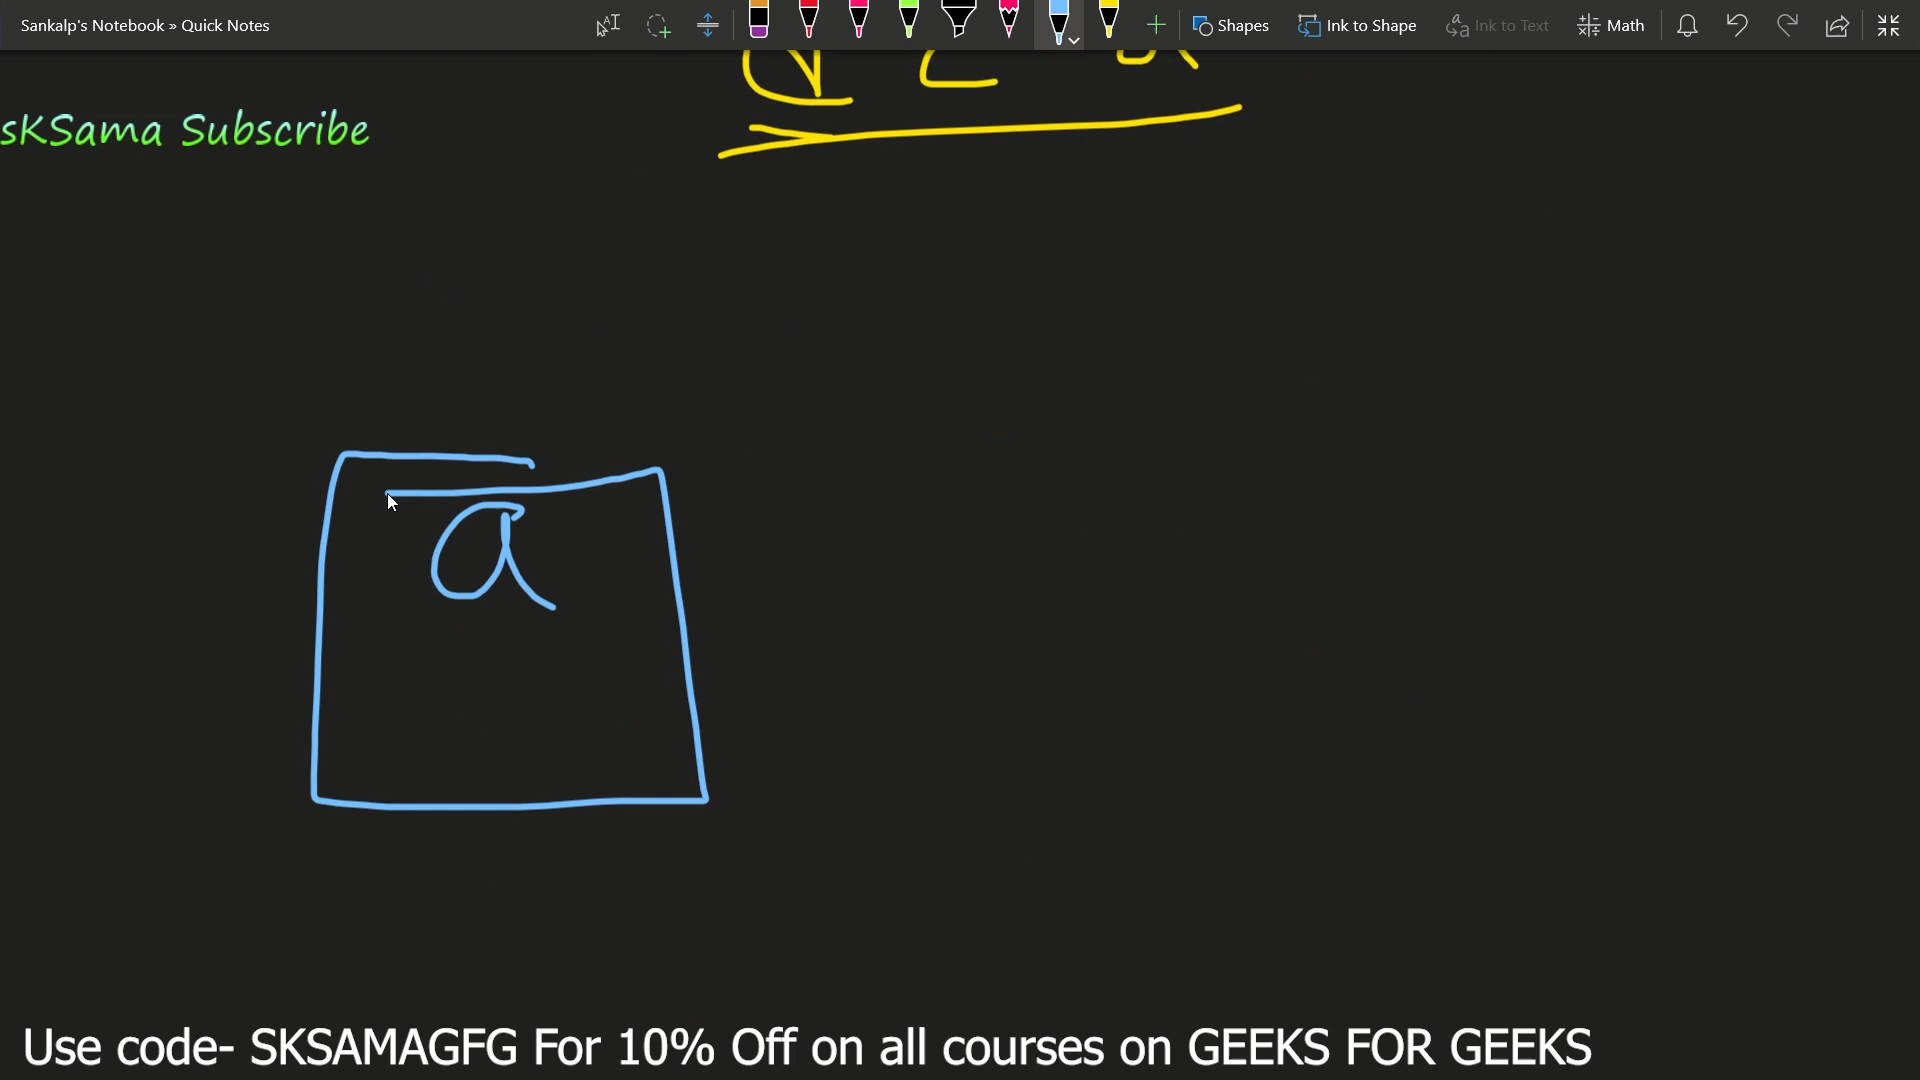 Sankalp's Notebook » Quick Notes Shapes Ink to Shape Ink to Text Math
sKSama Subscribe
a
Use code- SKSAMAGFG For 10% Off on all courses on GEEKS FOR GEEKS